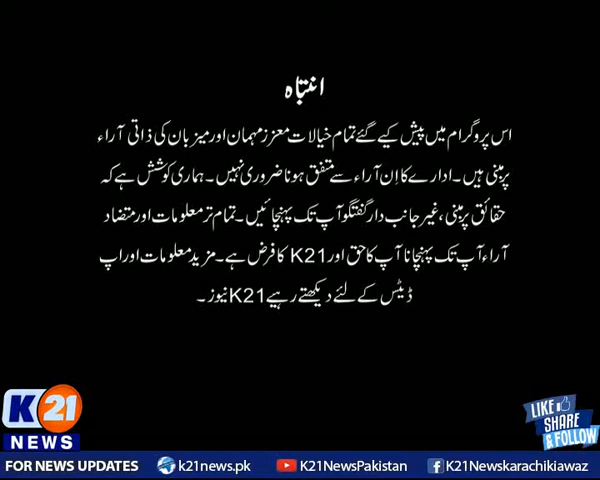 انتباہ
اس پروگرام میں پیش کیے گئے تمام خیالات معزز مہمان اور میزبان کی ذاتی آراء
پر مبنی ہیں۔ ادارے کا اِن آراء سے متفق ہونا ضروری نہیں۔ ہماری کوشش ہے کہ
حقائق پر مبنی، غیر جانب دار گفتگو آپ تک پہنچائیں۔ تمام تر معلومات اور متضاد
آراء آپ تک پہنچانا آپ کا حق اور K21 کا فرض ہے۔ مزید معلومات اور اپ
ڈیٹس کے لئے دیکھتے رہیے K21 نیوز۔
K21
NEWS
LIKE
SHARE
& FOLLOW
FOR NEWS UPDATES k21news.pk K21NewsPakistan K21Newskarachikiawaz